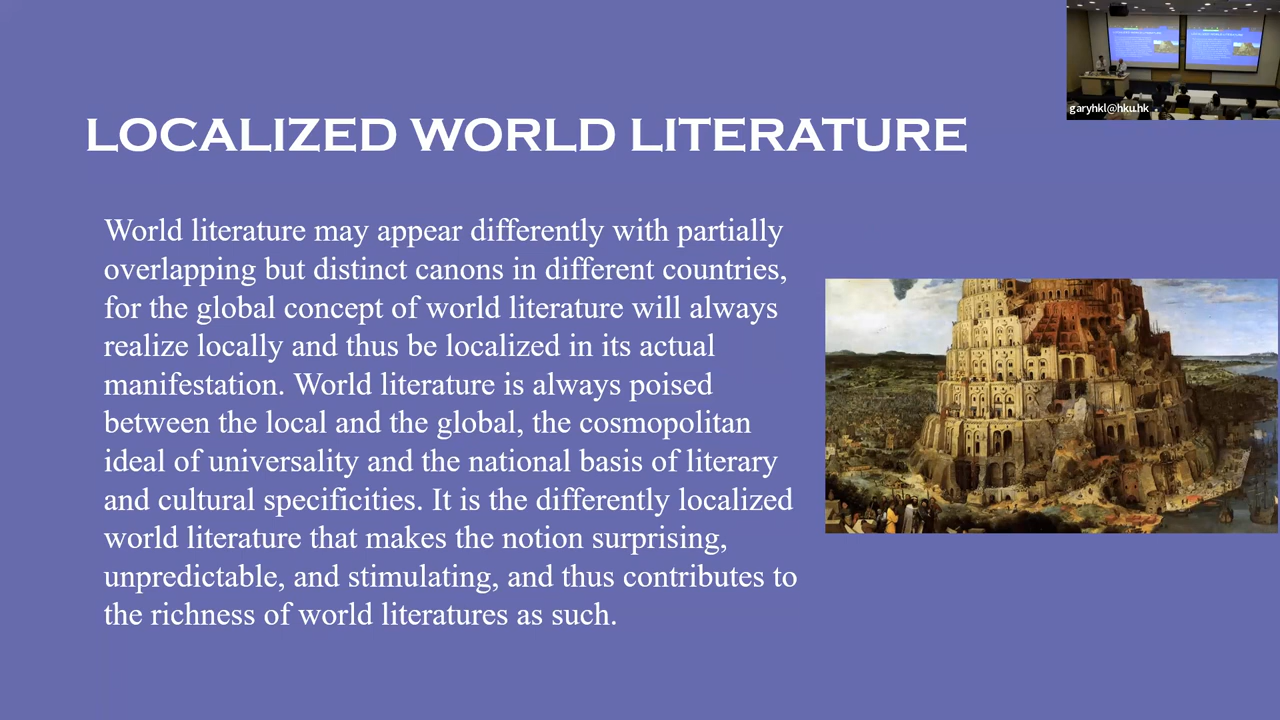 garyhkl@hku.hk
LOCALIZED WORLD LITERATURE
World literature may appear differently with partially
overlapping but distinct canons in different countries,
for the global concept of world literature will always
realize locally and thus be localized in its actual
manifestation. World literature is always poised
between the local and the global, the cosmopolitan
ideal of universality and the national basis of literary
and cultural specificities. It is the differently localized
world literature that makes the notion surprising,
unpredictable, and stimulating, and thus contributes to
the richness of world literatures as such.